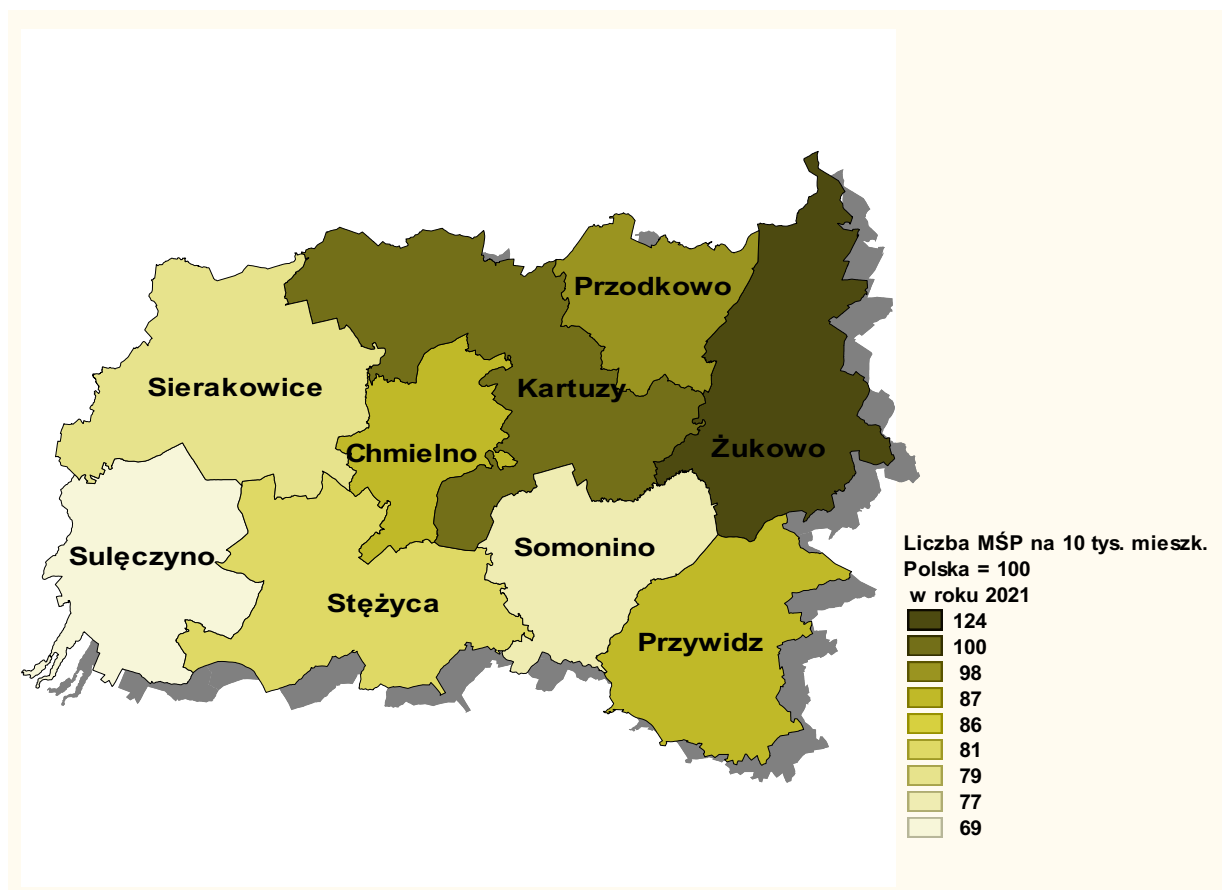 Przodkowo
Sierakowice
Kartuzy
Chmielno
Żukowo
Sulęczyno
Somonino
Stężyca
Przywidz
Liczba MŚP na 10 tys. mieszk.
Polska = 100
w roku 2021
124
100
98
87
86
81
79
77
69